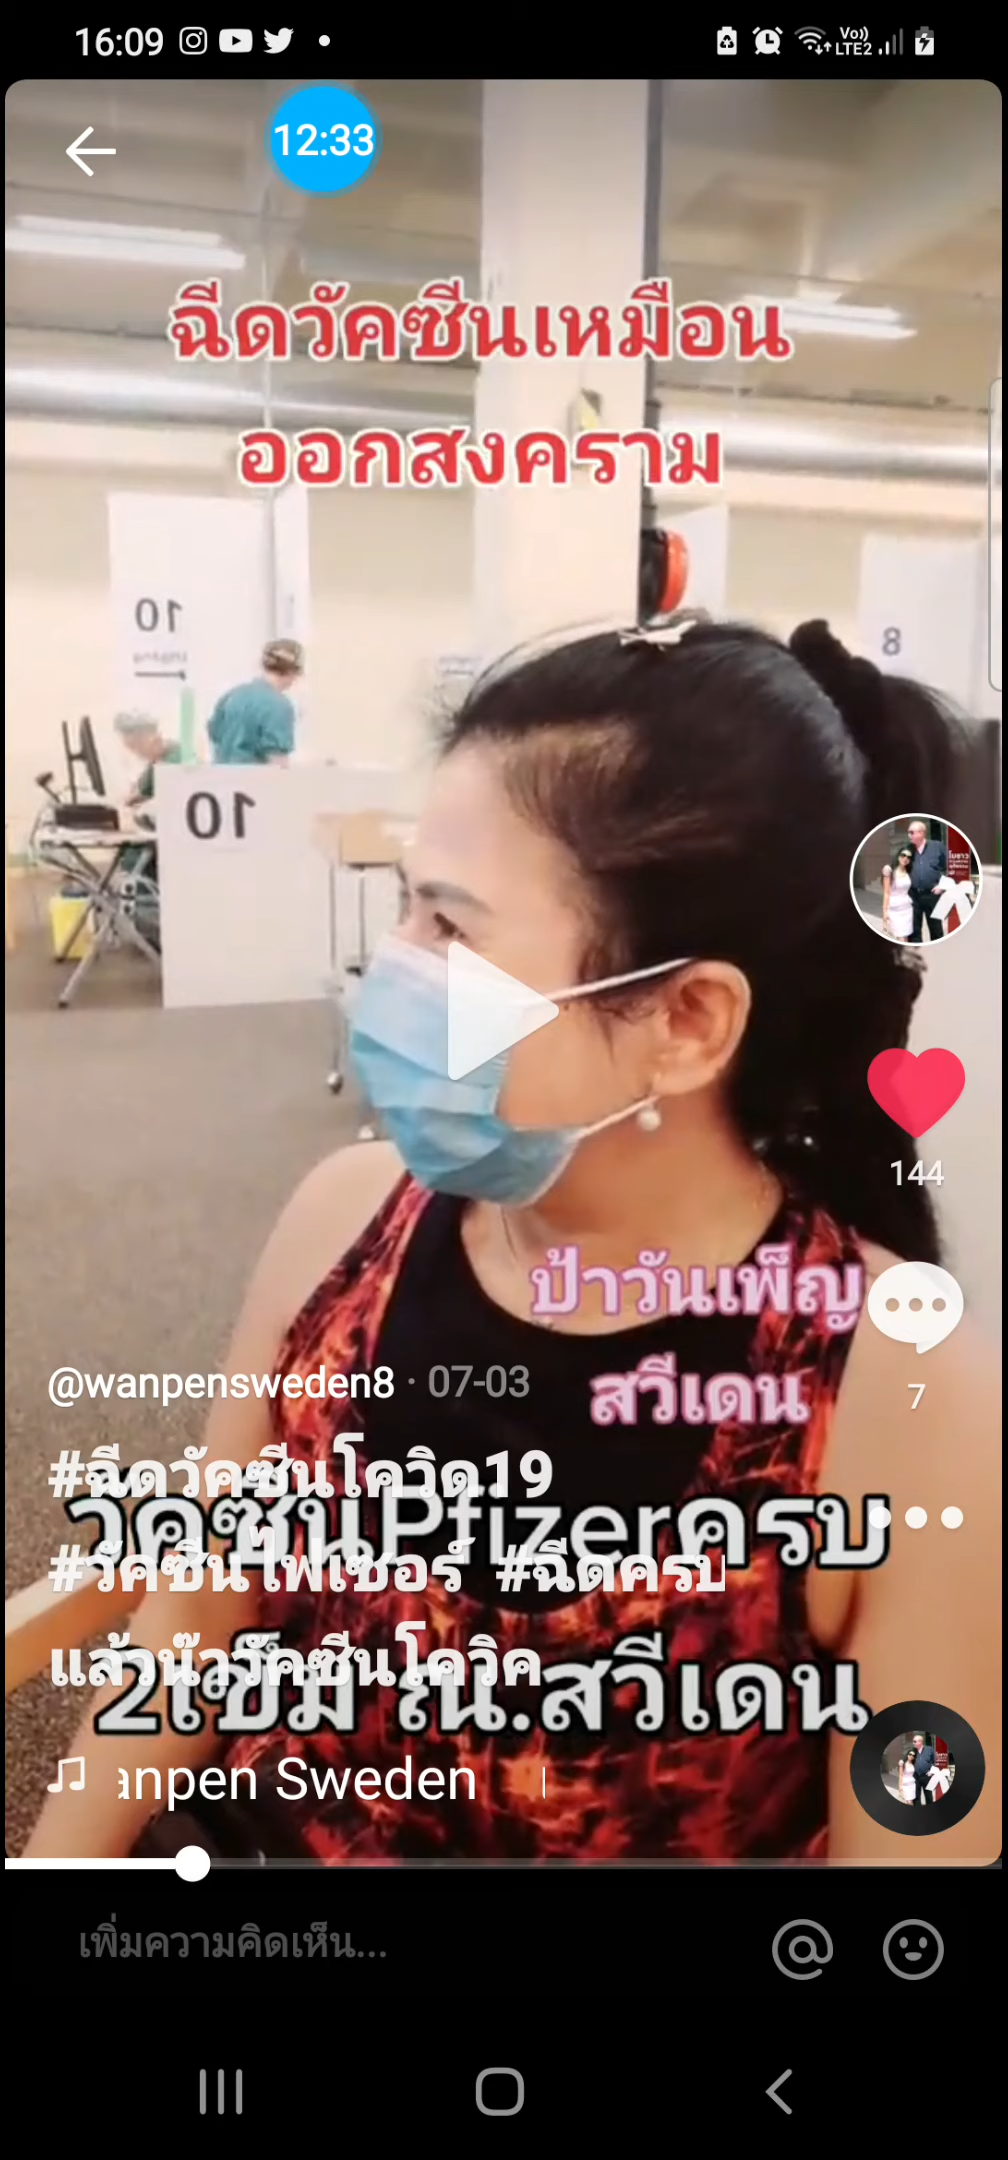 16:09
Vo))
LTE2
12:33
ฉีดวัคซีนเหมือน
ออกสงคราม
10
8
10
144
ป้าวันเพ็ญ
สวีเดน
@wanpensweden8 · 07-03
7
#ฉีดวัคซีนโควิด19
วัคซีนPfizerครบ
#วัคซีนไฟเซอร์ #ฉีดครบ
แล้วน๊าวัคซีนโควิค
2เข็ม ณ.สวีเดน
anpen Sweden
เพิ่มความคิดเห็น...